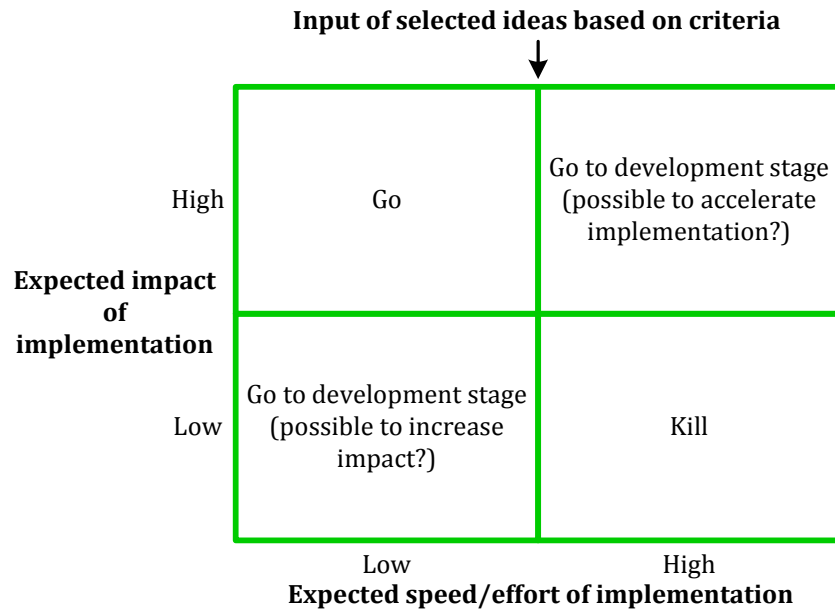 Input of selected ideas based on criteria
High
Go
Go to development stage
(possible to accelerate
implementation?)
Expected impact
of
implementation
Low
Go to development stage
(possible to increase
impact?)
Kill
Low
High
Expected speed/effort of implementation